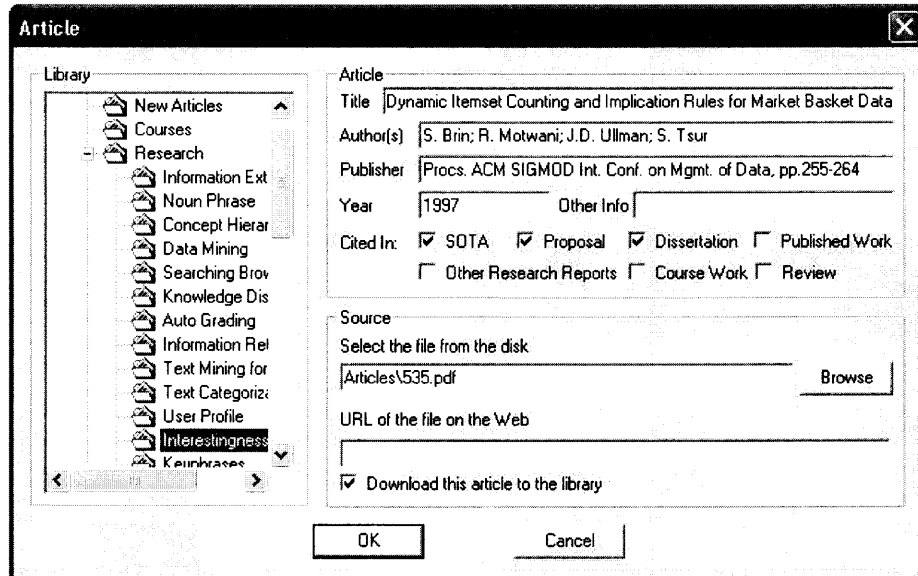 Article
Library
New Articles
Courses
Research
Information Ext
Noun Phrase
Concept Hierar
Data Mining
Searching Brow
Knowledge Dis
Auto Grading
Information Rel
Text Mining for
Text Categoriza
User Profile
Interestingness
Keyphrases
Article
Title Dynamic Itemset Counting and Implication Rules for Market Basket Data
Author(s) S. Brin; R. Motwani; J.D. Ullman; S. Tsur
Publisher Procs. ACM SIGMOD Int. Conf. on Mgmt. of Data, pp.255-264
Year 1997 Other Info
Cited In: SOTA Proposal Dissertation Published Work
Other Research Reports Course Work Review
Source
Select the file from the disk
Articles\535.pdf Browse
URL of the file on the Web
Download this article to the library
OK Cancel